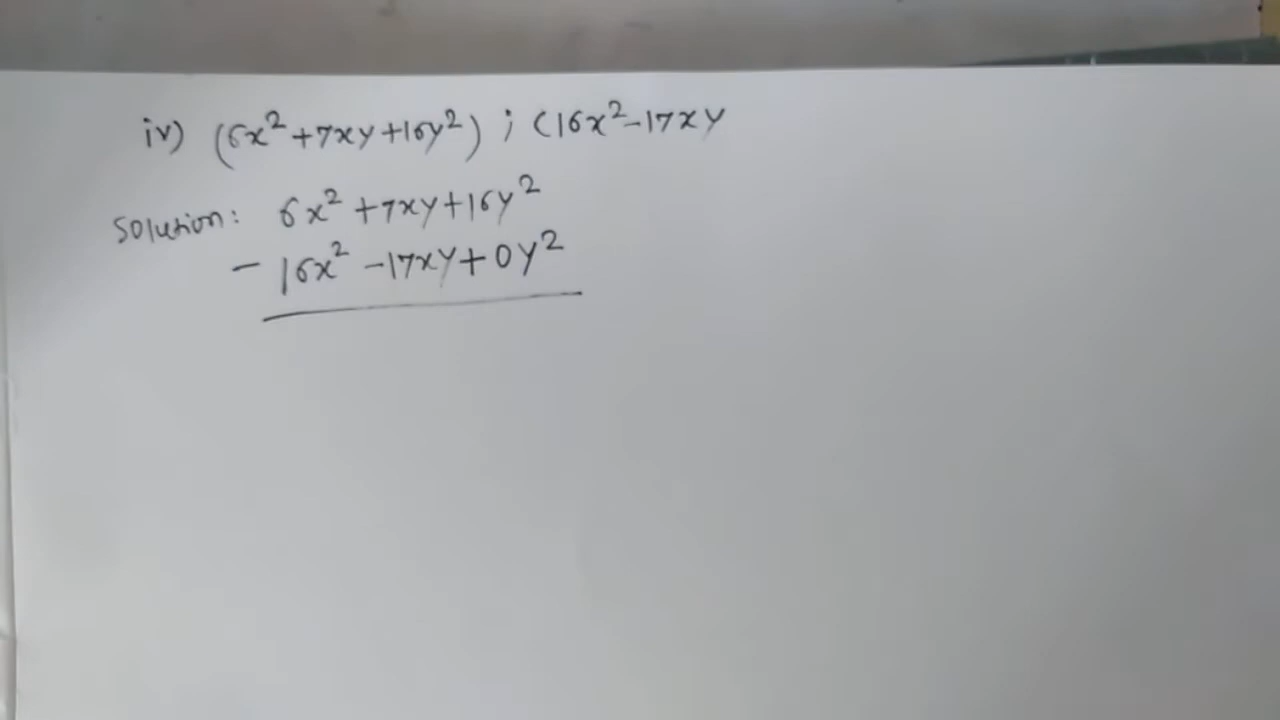 iv) (6x²+7xy+16y²) ; (16x²-17xy
Solution: 6x²+7xy+16y²
- 16x²-17xy+0y²